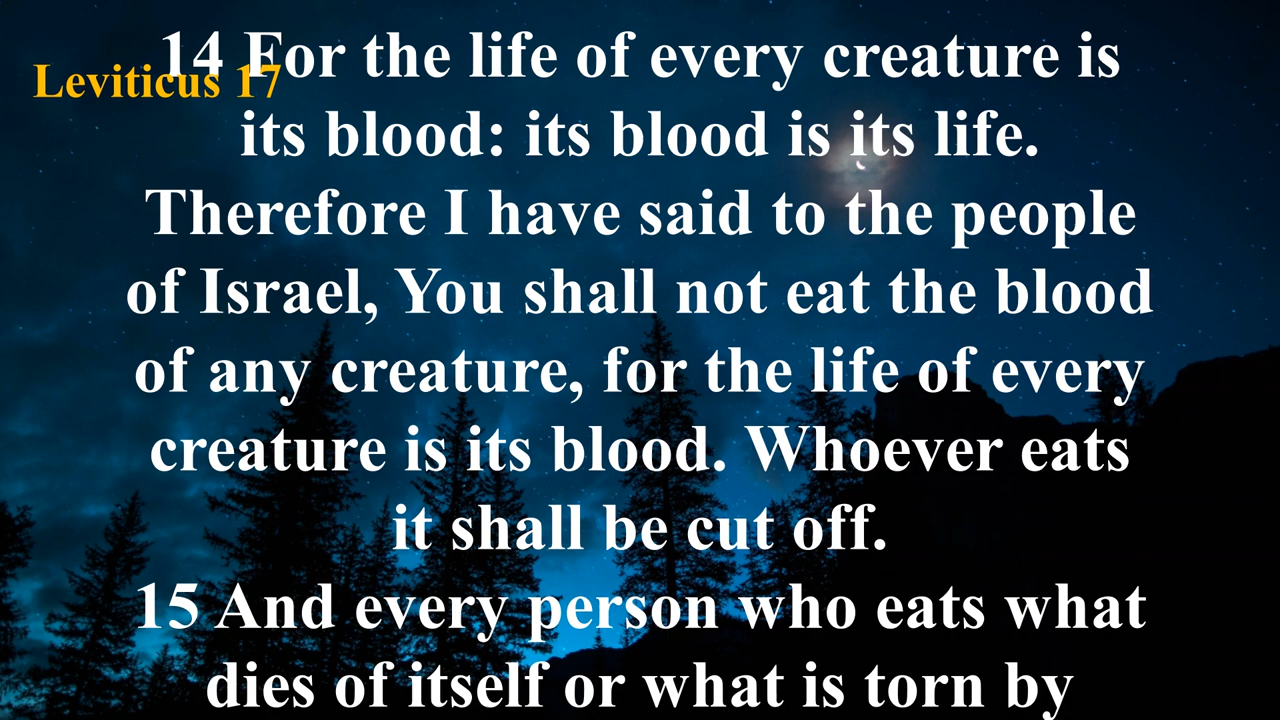 Leviticus 17
14 For the life of every creature is
its blood: its blood is its life.
Therefore I have said to the people
of Israel, You shall not eat the blood
of any creature, for the life of every
creature is its blood. Whoever eats
it shall be cut off.
15 And every person who eats what
dies of itself or what is torn by